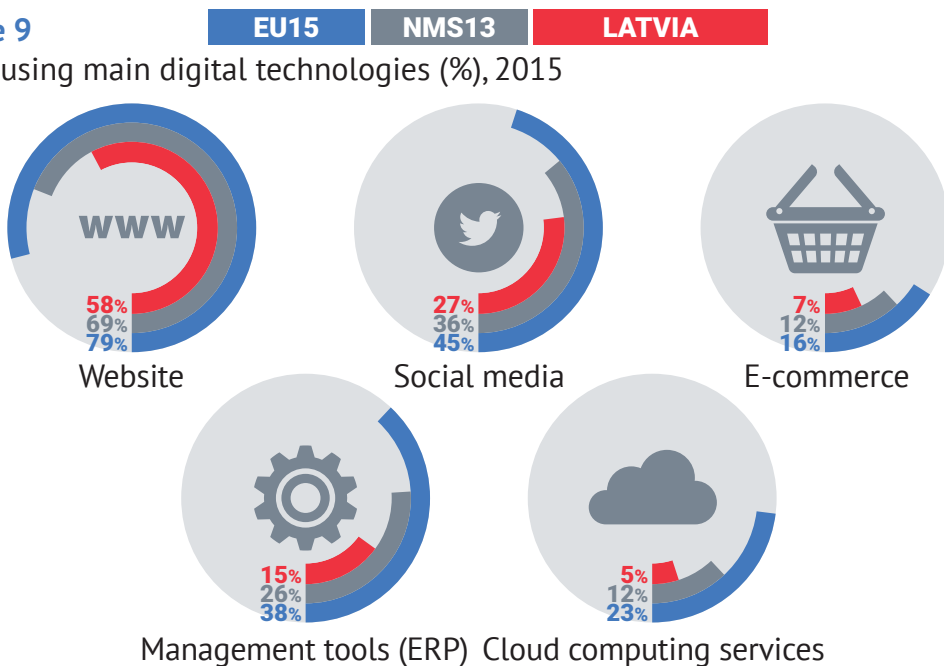 e 9
EU15 NMS13 LATVIA
using main digital technologies (%), 2015
www
58%
69%
79%
Website
27%
36%
45%
Social media
7%
12%
16%
E-commerce
15%
26%
38%
Management tools (ERP)
5%
12%
23%
Cloud computing services